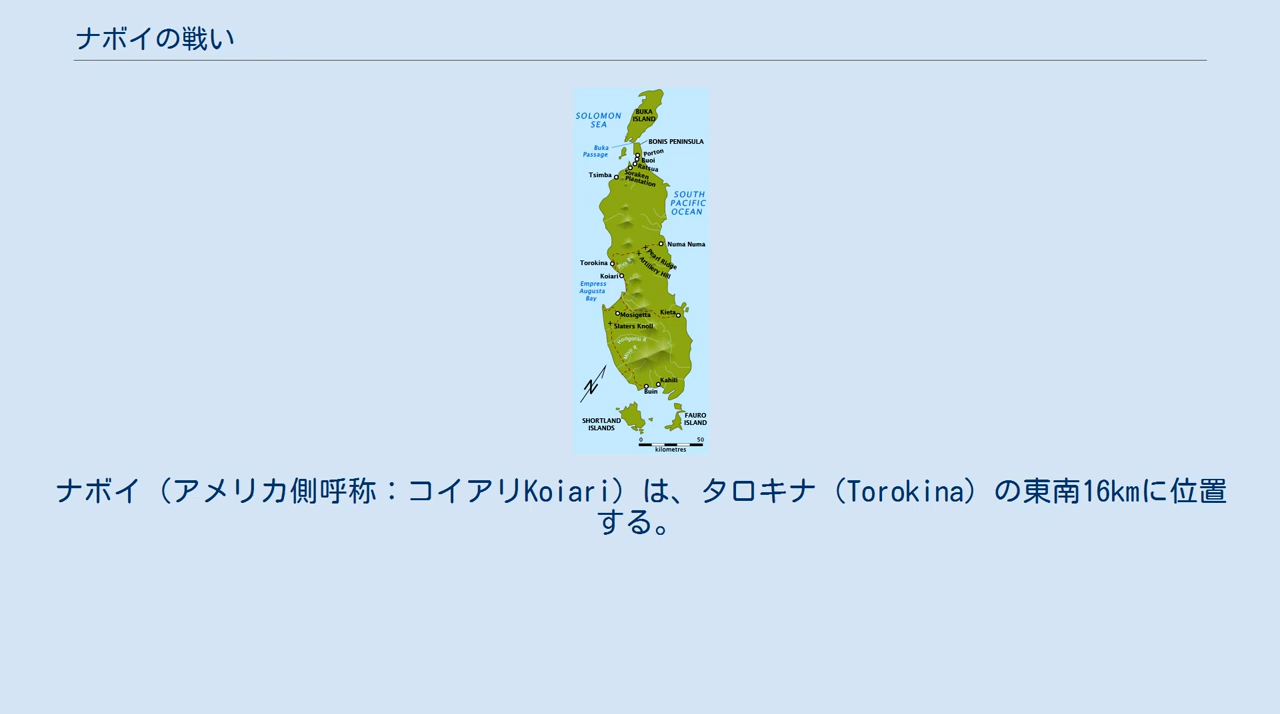 ナボイの戦い
BUKA
ISLAND
SOLOMON
SEA
BONIS PENINSULA
Buka
Passage
Porton
Ruoi
Ratsua
Soraken
Plantation
Tsimba
SOUTH
PACIFIC
OCEAN
Numa Numa
Pearl Ridge
Artillery Hill
Torokina
Koiari
Empress
Augusta
Bay
Mosigetta
Kieta
Slaters Knoll
Kahili
Buin
N
SHORTLAND
ISLANDS
FAURO
ISLAND
0 50
kilometres
ナボイ（アメリカ側呼称：コイアリKoiari）は、タロキナ（Torokina）の東南16kmに位置
する。